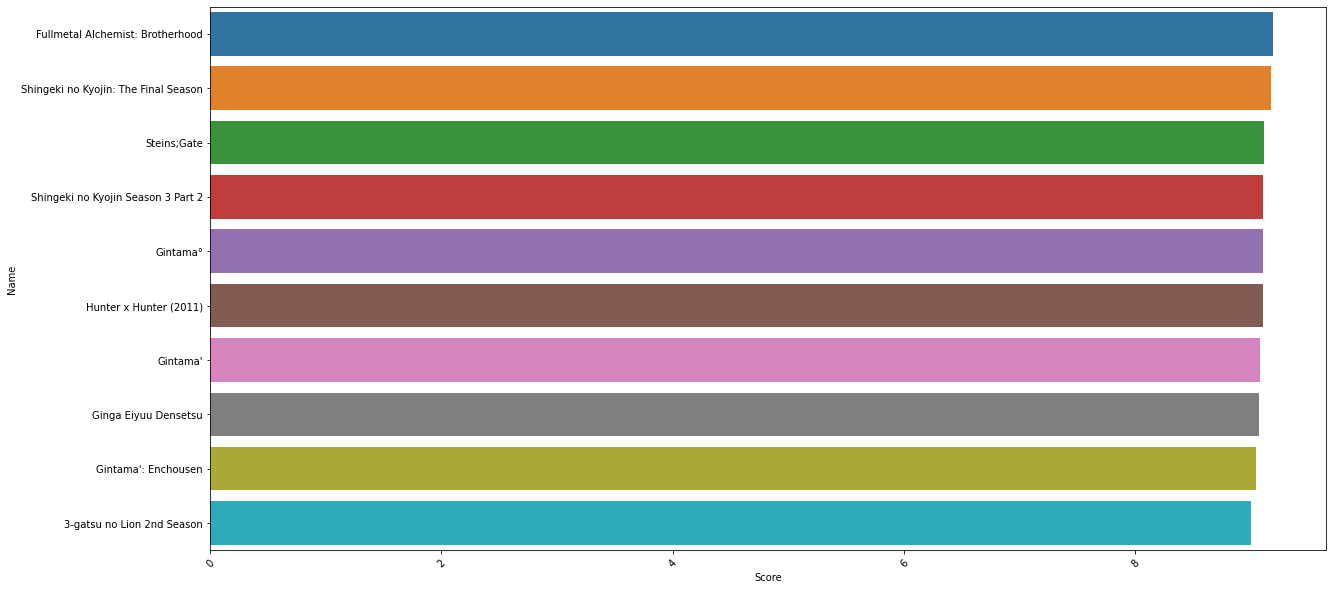 Fullmetal Alchemist: Brotherhood
Shingeki no Kyojin: The Final Season
Steins;Gate
Shingeki no Kyojin Season 3 Part 2
Gintama°
Hunter x Hunter (2011)
Gintama'
Ginga Eiyuu Densetsu
Gintama': Enchousen
3-gatsu no Lion 2nd Season
Name
0 2 4 6 8
Score